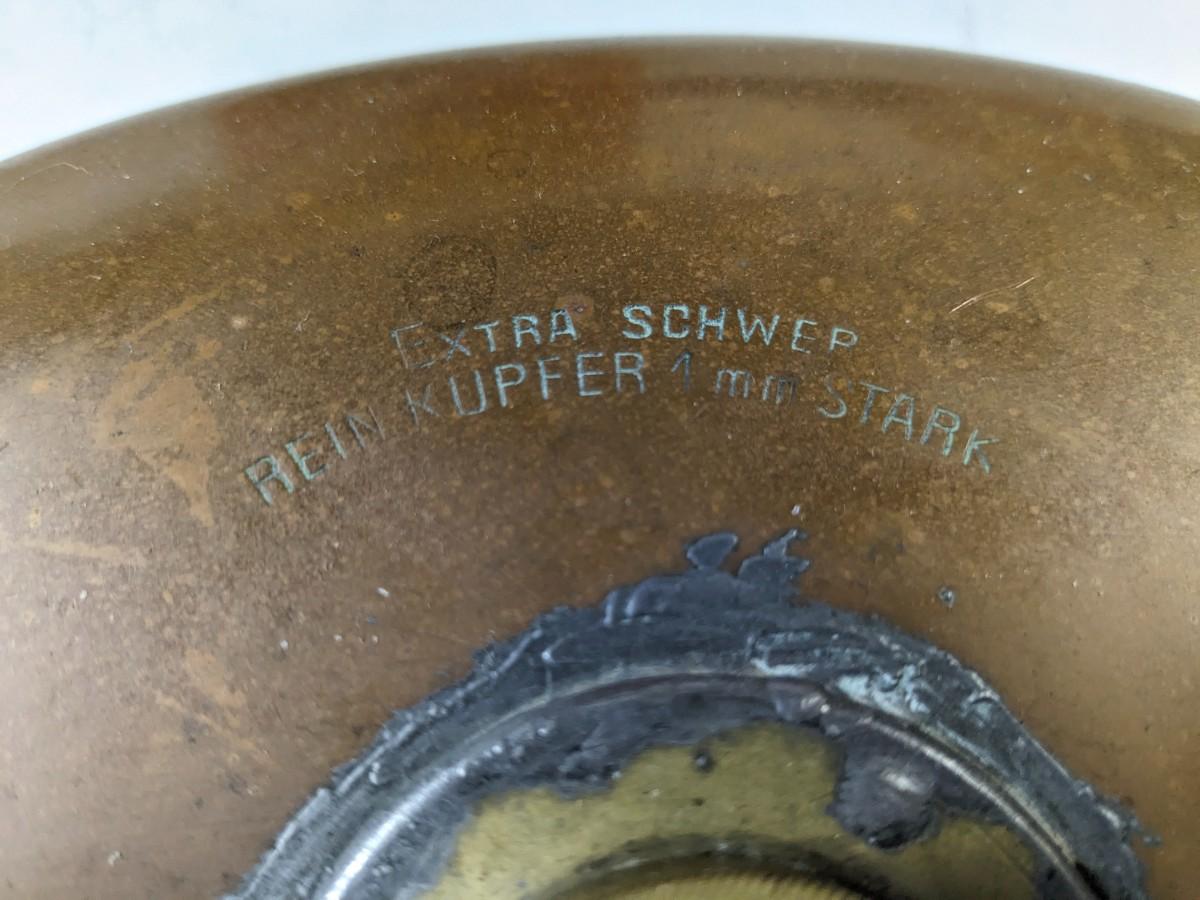 EXTRA SCHWER
REIN KUPFER 1 mm STARK